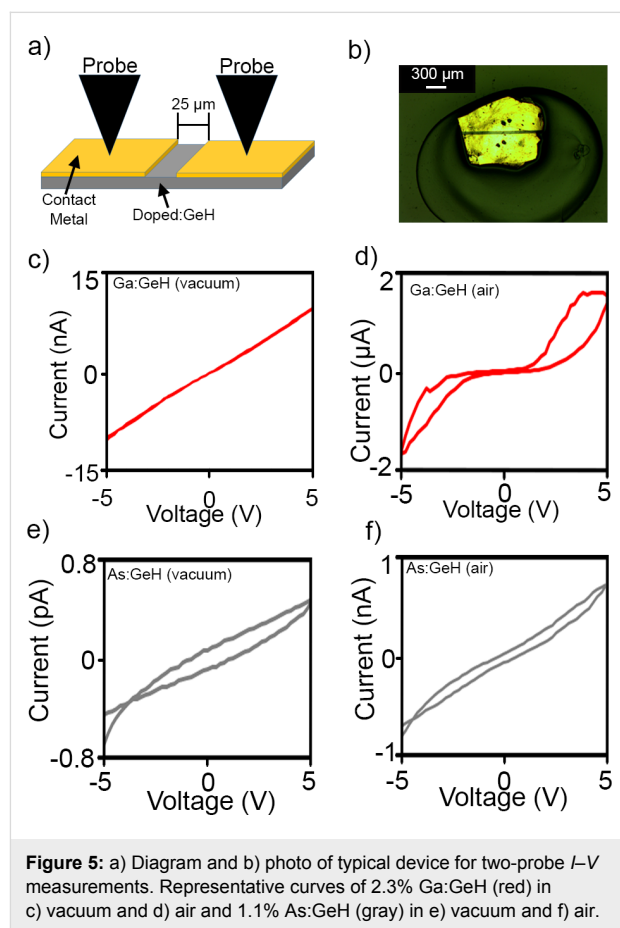 a)
Probe
Probe
25 µm
Contact
Metal
Doped:GeH
b)
300 µm
c)
Ga:GeH (vacuum)
15
0
-15
Current (nA)
-5
0
5
Voltage (V)
d)
Ga:GeH (air)
2
0
-2
Current (µA)
-5
0
5
Voltage (V)
e)
As:GeH (vacuum)
0.8
0
-0.8
Current (pA)
-5
0
5
Voltage (V)
f)
As:GeH (air)
1
0
-1
Current (nA)
-5
0
5
Voltage (V)
Figure 5: a) Diagram and b) photo of typical device for two-probe I–V
measurements. Representative curves of 2.3% Ga:GeH (red) in
c) vacuum and d) air and 1.1% As:GeH (gray) in e) vacuum and f) air.